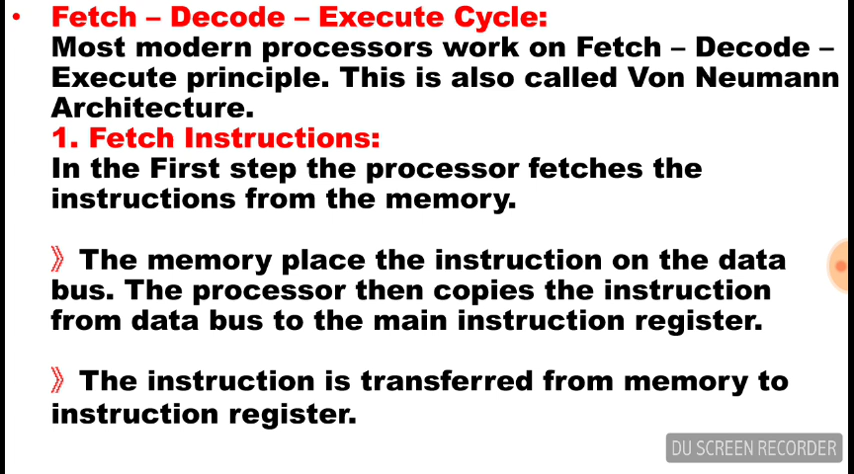 • Fetch – Decode – Execute Cycle:
Most modern processors work on Fetch – Decode –
Execute principle. This is also called Von Neumann
Architecture.
1. Fetch Instructions:
In the First step the processor fetches the
instructions from the memory.
》 The memory place the instruction on the data
bus. The processor then copies the instruction
from data bus to the main instruction register.
》 The instruction is transferred from memory to
instruction register.
DU SCREEN RECORDER